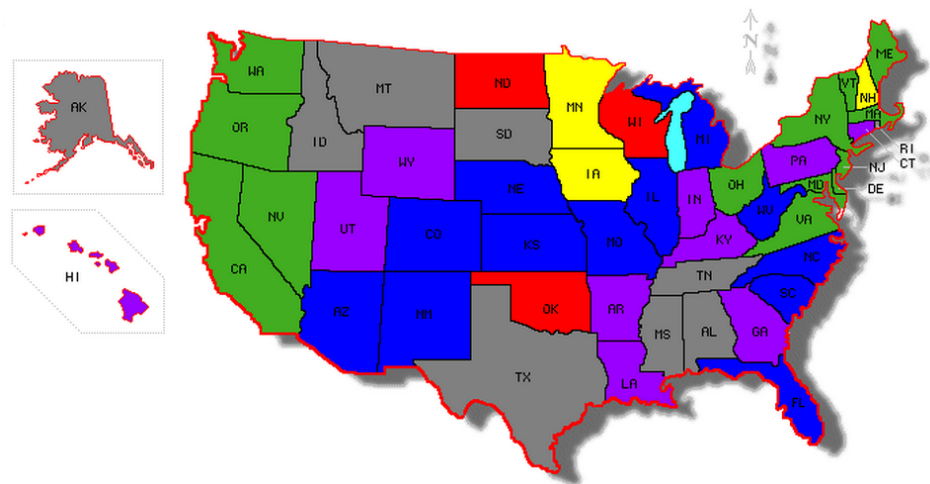 N
ME
WA
VT
NH
MT
ND
MN
AK
NY
MA
OR
WI
MI
ID
SD
RI
WY
CT
PA
NJ
IA
NE
OH
MD
DE
IL
IN
NV
WV
UT
VA
CO
KS
MO
KY
CA
NC
HI
TN
SC
OK
AR
AZ
NM
MS
AL
GA
TX
LA
FL